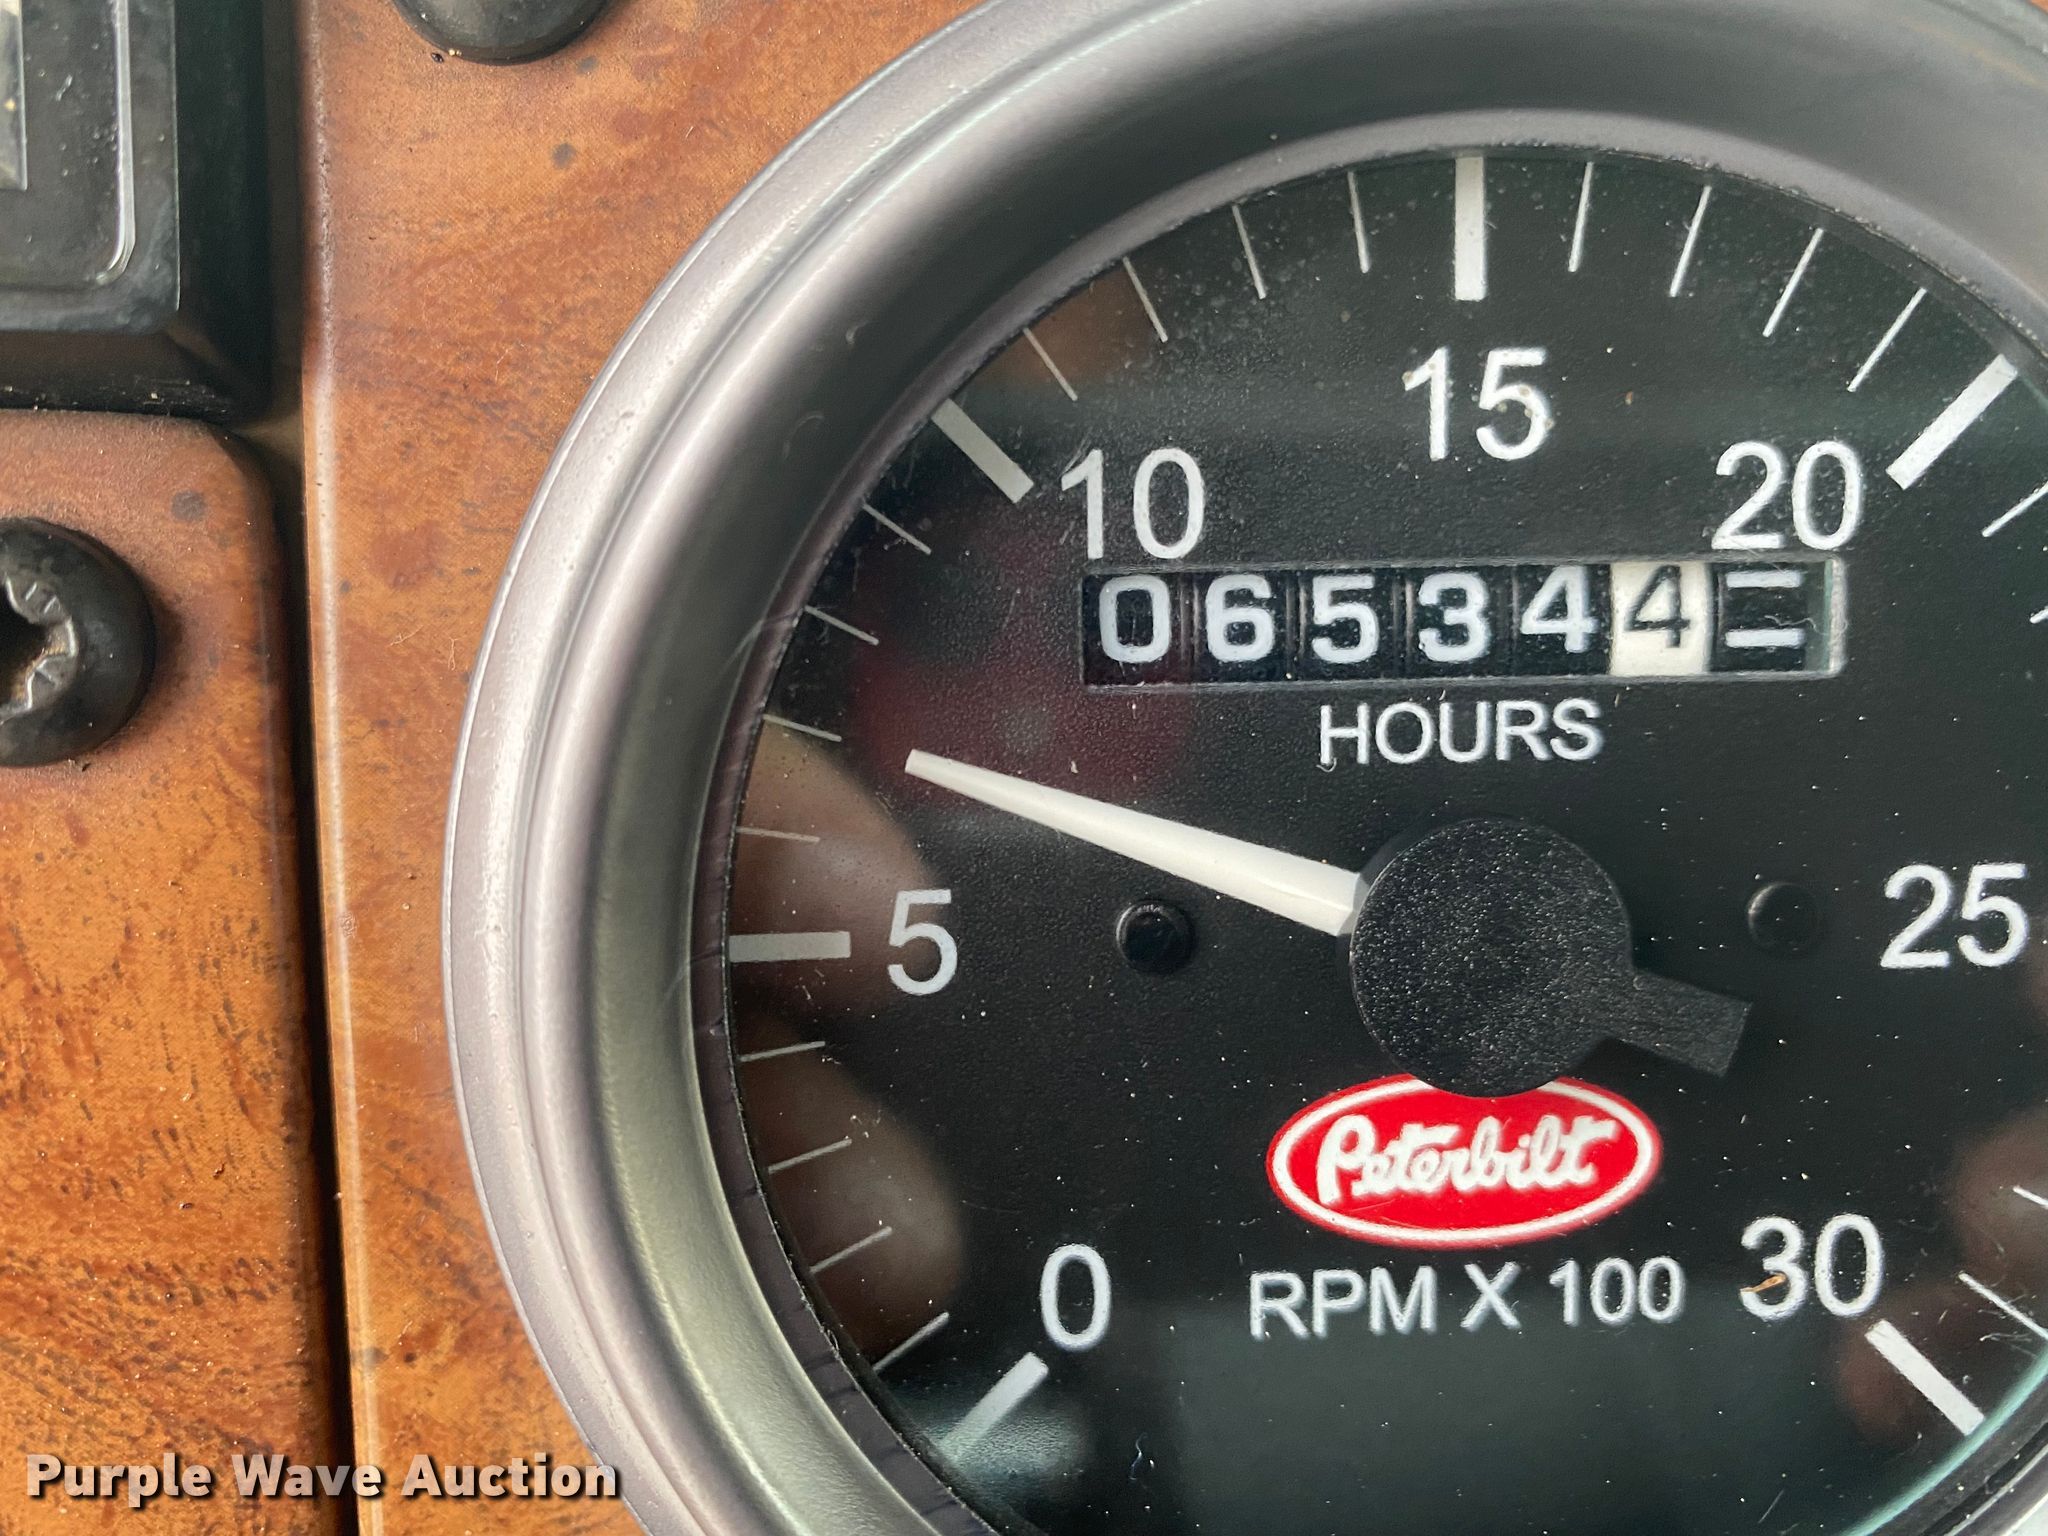 15
10 20
065344
HOURS
5 25
Peterbilt
0 RPM X 100 30
Purple Wave Auction